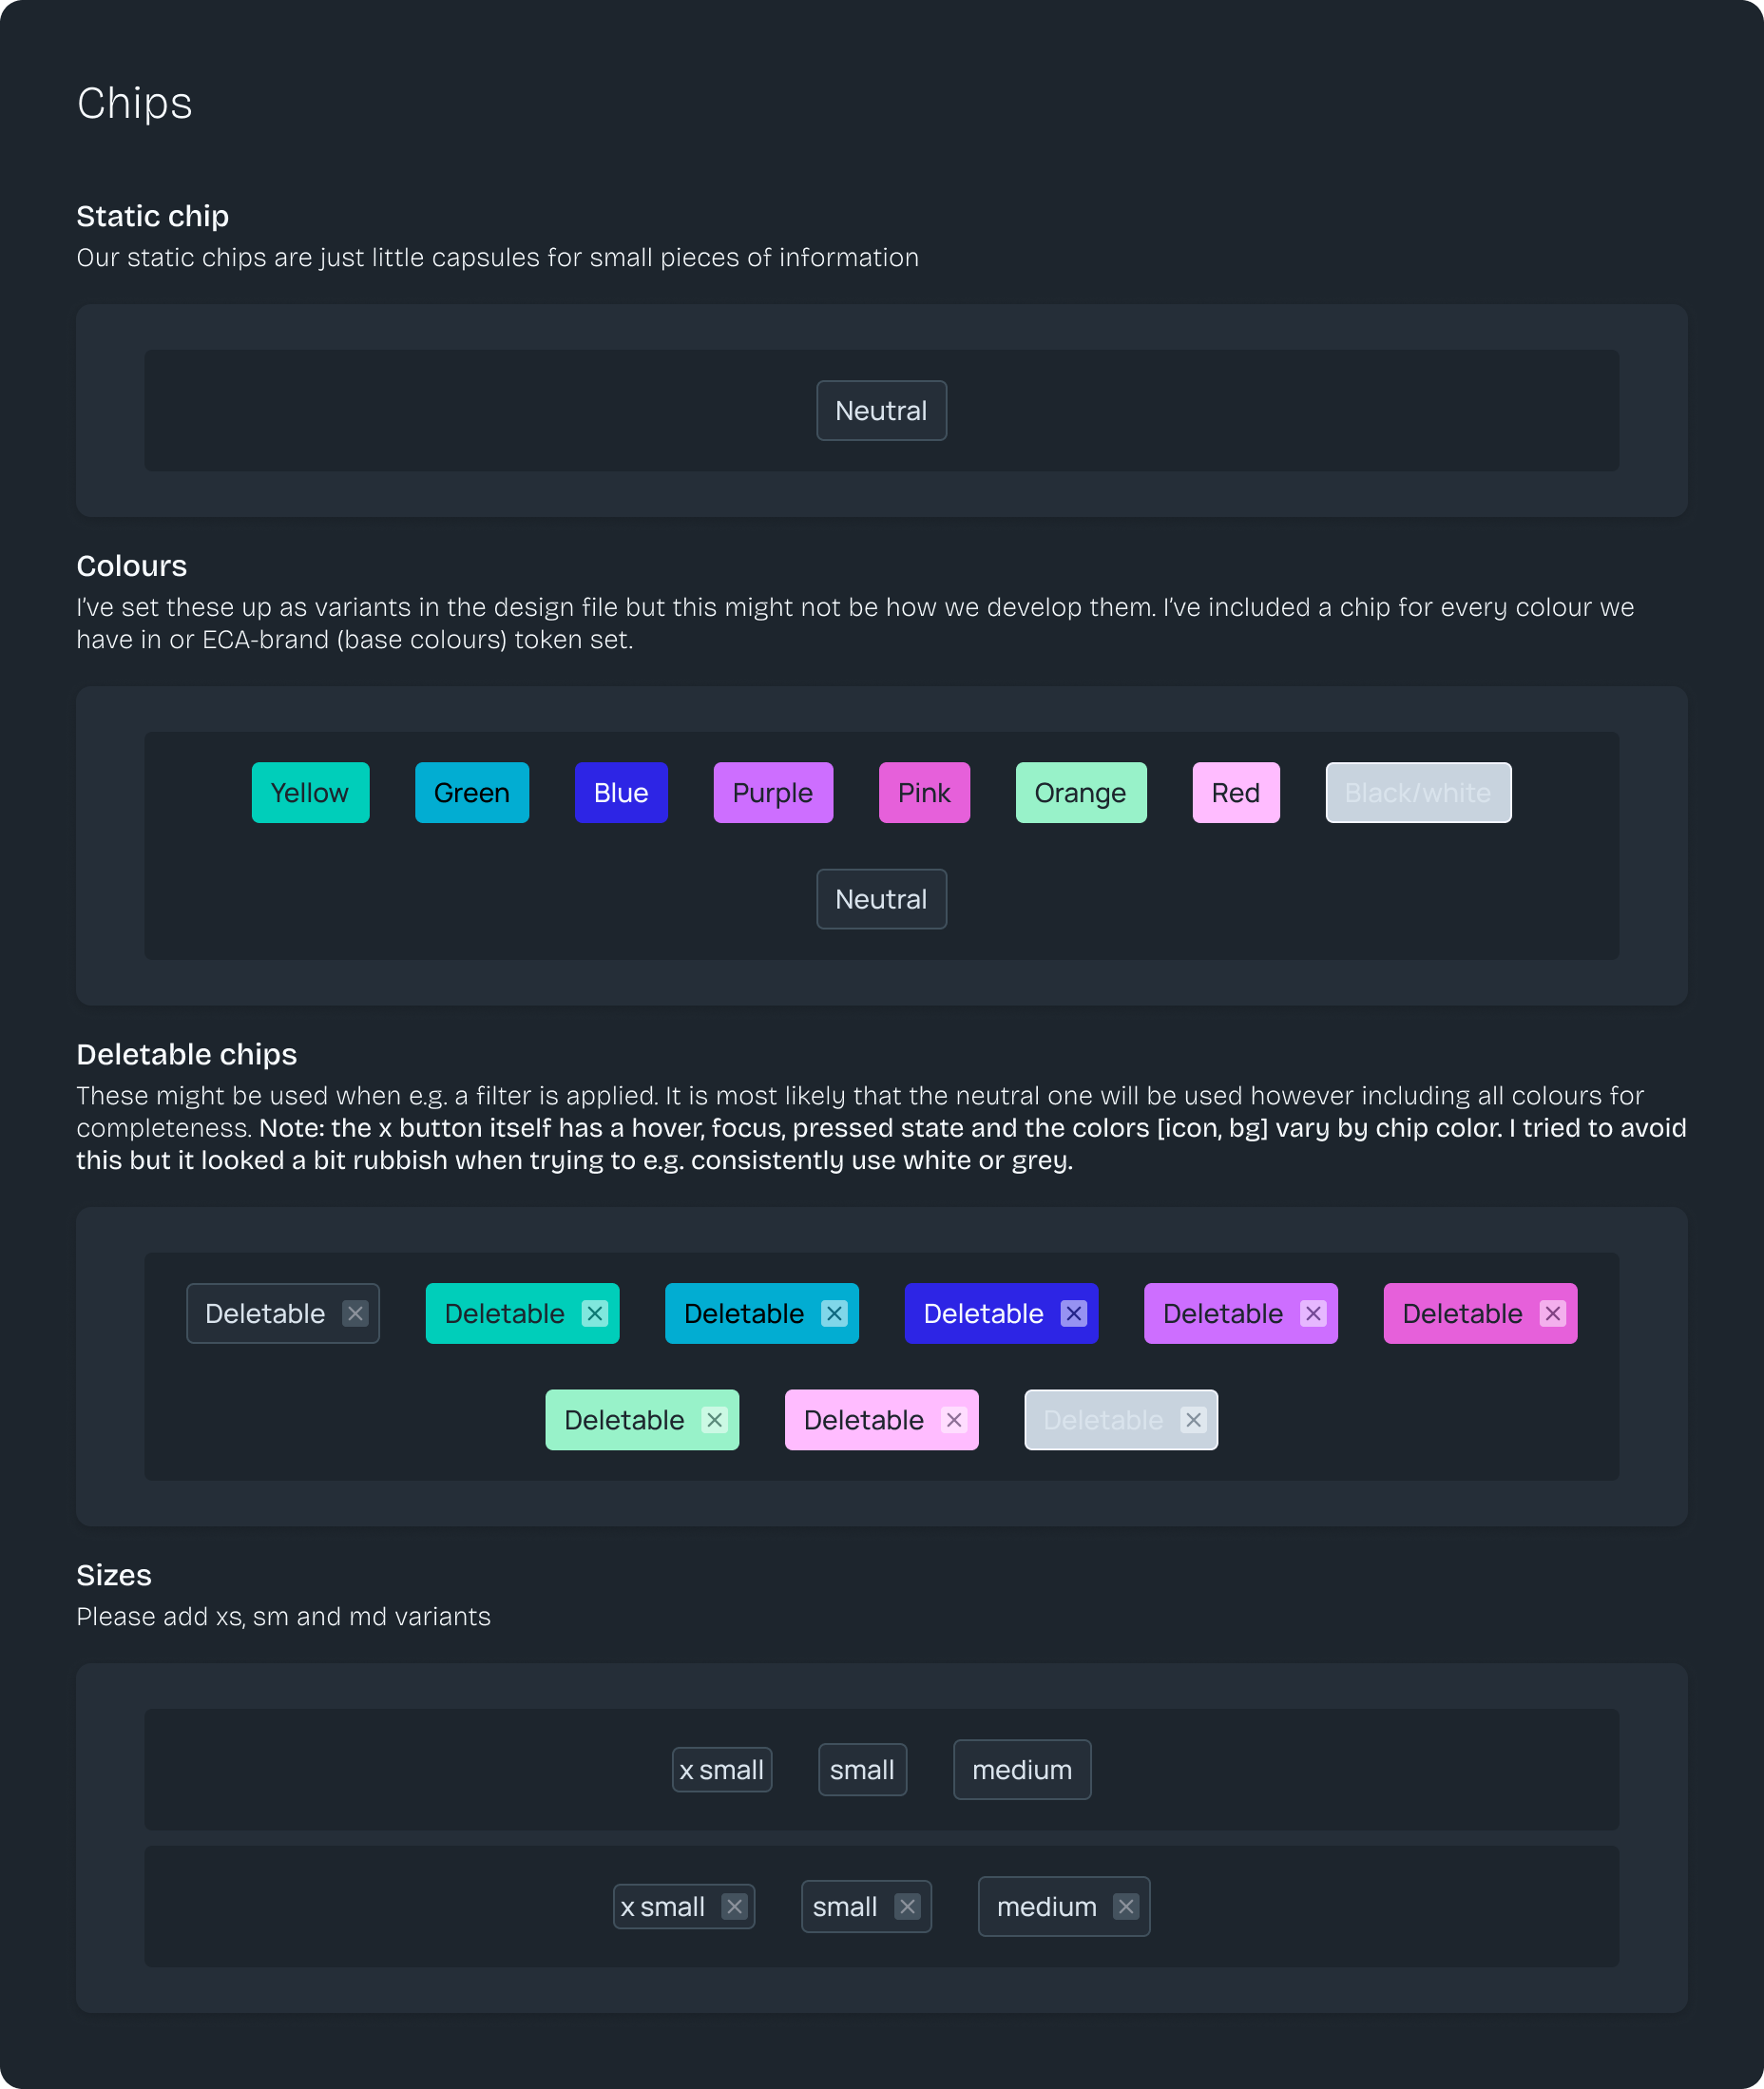 Chips
Static chip
Our static chips are just little capsules for small pieces of information
Neutral
Colours
I've set these up as variants in the design file but this might not be how we develop them. I've included a chip for every colour we
have in or ECA-brand (base colours) token set.
Yellow Green Blue Purple Pink Orange Red Black/white
Neutral
Deletable chips
These might be used when e.g. a filter is applied. It is most likely that the neutral one will be used however including all colours for
completeness. Note: the x button itself has a hover, focus, pressed state and the colors [icon, bg] vary by chip color. I tried to avoid
this but it looked a bit rubbish when trying to e.g. consistently use white or grey.
Deletable Deletable Deletable Deletable Deletable Deletable
Deletable Deletable Deletable
Sizes
Please add xs, sm and md variants
x small small medium
x small small medium